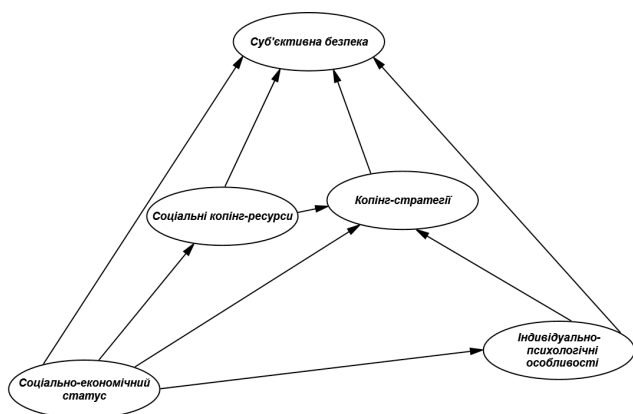 Суб'єктивна безпека
Копінг-стратегії
Соціальні копінг-ресурси
Індивідуально-
психологічні
особливості
Соціально-економічний
статус